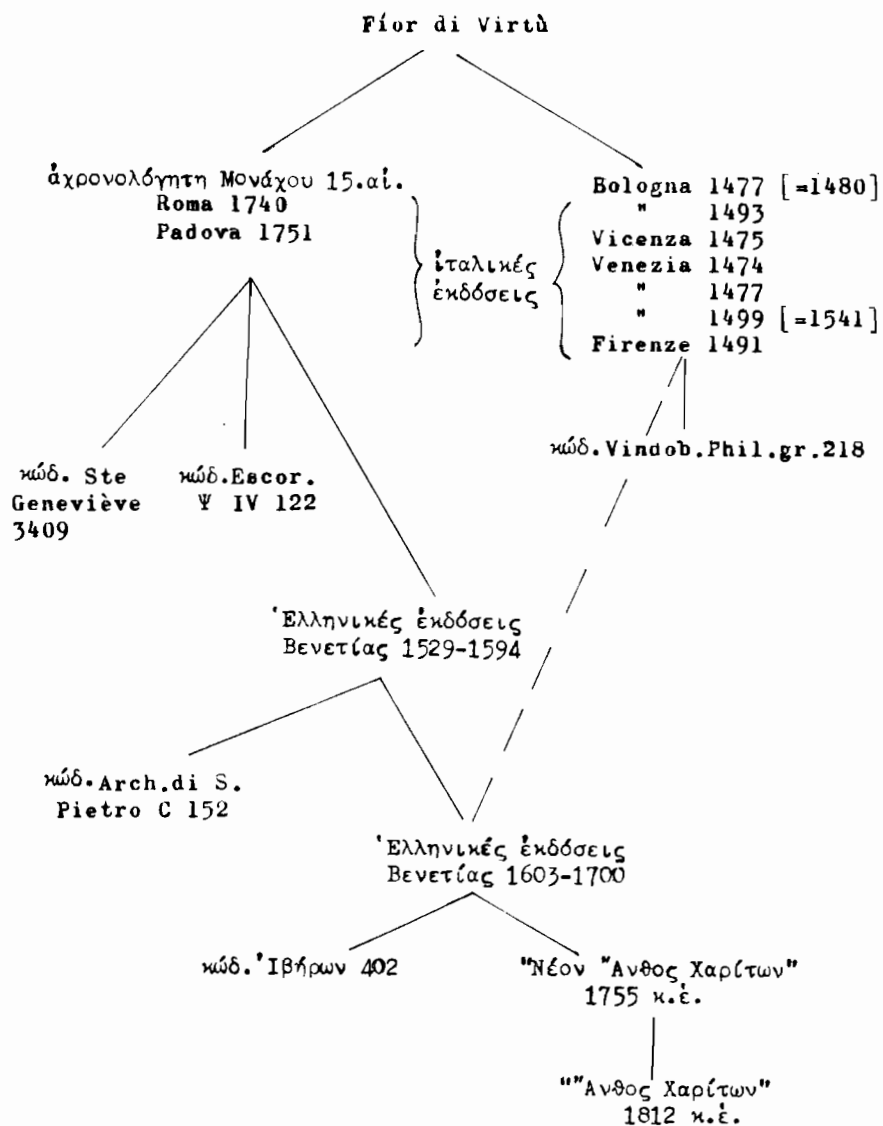 Fíor di Virtù
ἀχρονολόγητη Μονάχου 15.αἰ.
Roma 1740
Padova 1751
ἰταλικές
ἐκδόσεις
Bologna 1477 [=1480]
" 1493
Vicenza 1475
Venezia 1474
" 1477
" 1499 [=1541]
Firenze 1491
κώδ. Ste
Geneviève
3409
κώδ.Escor.
Ψ IV 122
κώδ.Vindob.Phil.gr.218
Ἑλληνικές ἐκδόσεις
Βενετίας 1529-1594
κώδ.Arch.di S.
Pietro C 152
Ἑλληνικές ἐκδόσεις
Βενετίας 1603-1700
κώδ.Ἰβήρων 402
"Νέον Ἄνθος Χαρίτων"
1755 κ.ἑ.
"Ἄνθος Χαρίτων"
1812 κ.ἑ.